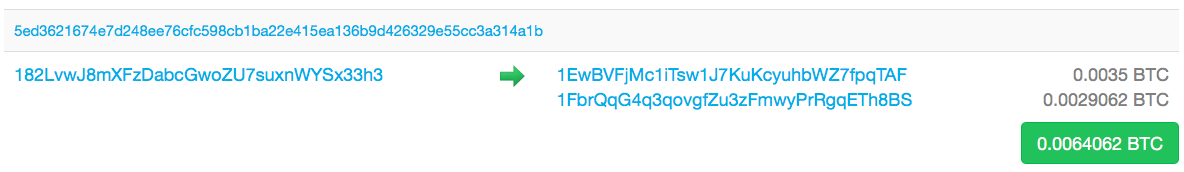 5ed3621674e7d248ee76cfc598cb1ba22e415ea136b9d426329e55cc3a314a1b
182LvwJ8mXFzDabcGwoZU7suxnWYSx33h3
1EwBVFjMc1iTsw1J7KuKcyuhbWZ7fpqTAF 0.0035 BTC
1FbrQqG4q3qovgfZu3zFmwyPrRgqETh8BS 0.0029062 BTC
0.0064062 BTC